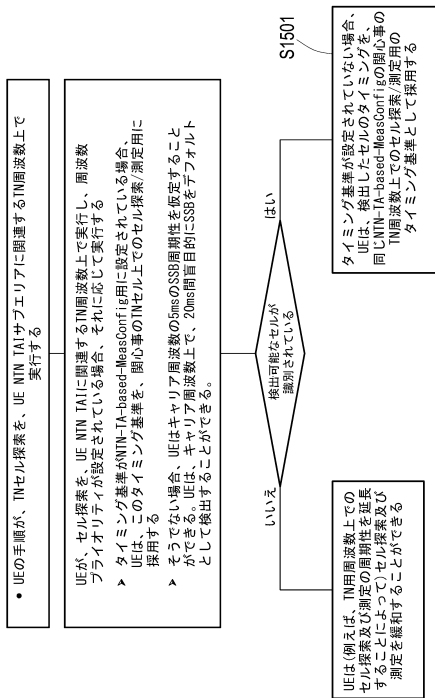 • UEの手順が、TNセル探索を、UE NTN TAIサブエリアに関連するTN周波数上で
実行する
UEが、セル探索を、UE NTN TAIに関連するTN周波数上で実行し、周波数
プライオリティが設定されている場合、それに応じて実行する
➤ タイミング基準がNTN-TA-based-MeasConfig用に設定されている場合、
UEは、このタイミング基準を、関心事のTNセル上でのセル探索/測定用に
採用する
➤ そうでない場合、UEはキャリア周波数の5msのSSB周期性を仮定すること
ができる。UEは、キャリア周波数上で、20ms間盲目的にSSBをデフォルト
として検出することができる。
検出可能なセルが
識別されている
いいえ
はい
UEは(例えば、TN用周波数上での
セル探索及び測定の周期性を延長
することによって)セル探索及び
測定を緩和することができる
S1501
タイミング基準が設定されていない場合、
UEは、検出したセルのタイミングを、
同じNTN-TA-based-MeasConfigの関心事の
TN周波数上でのセル探索/測定用の
タイミング基準として採用する